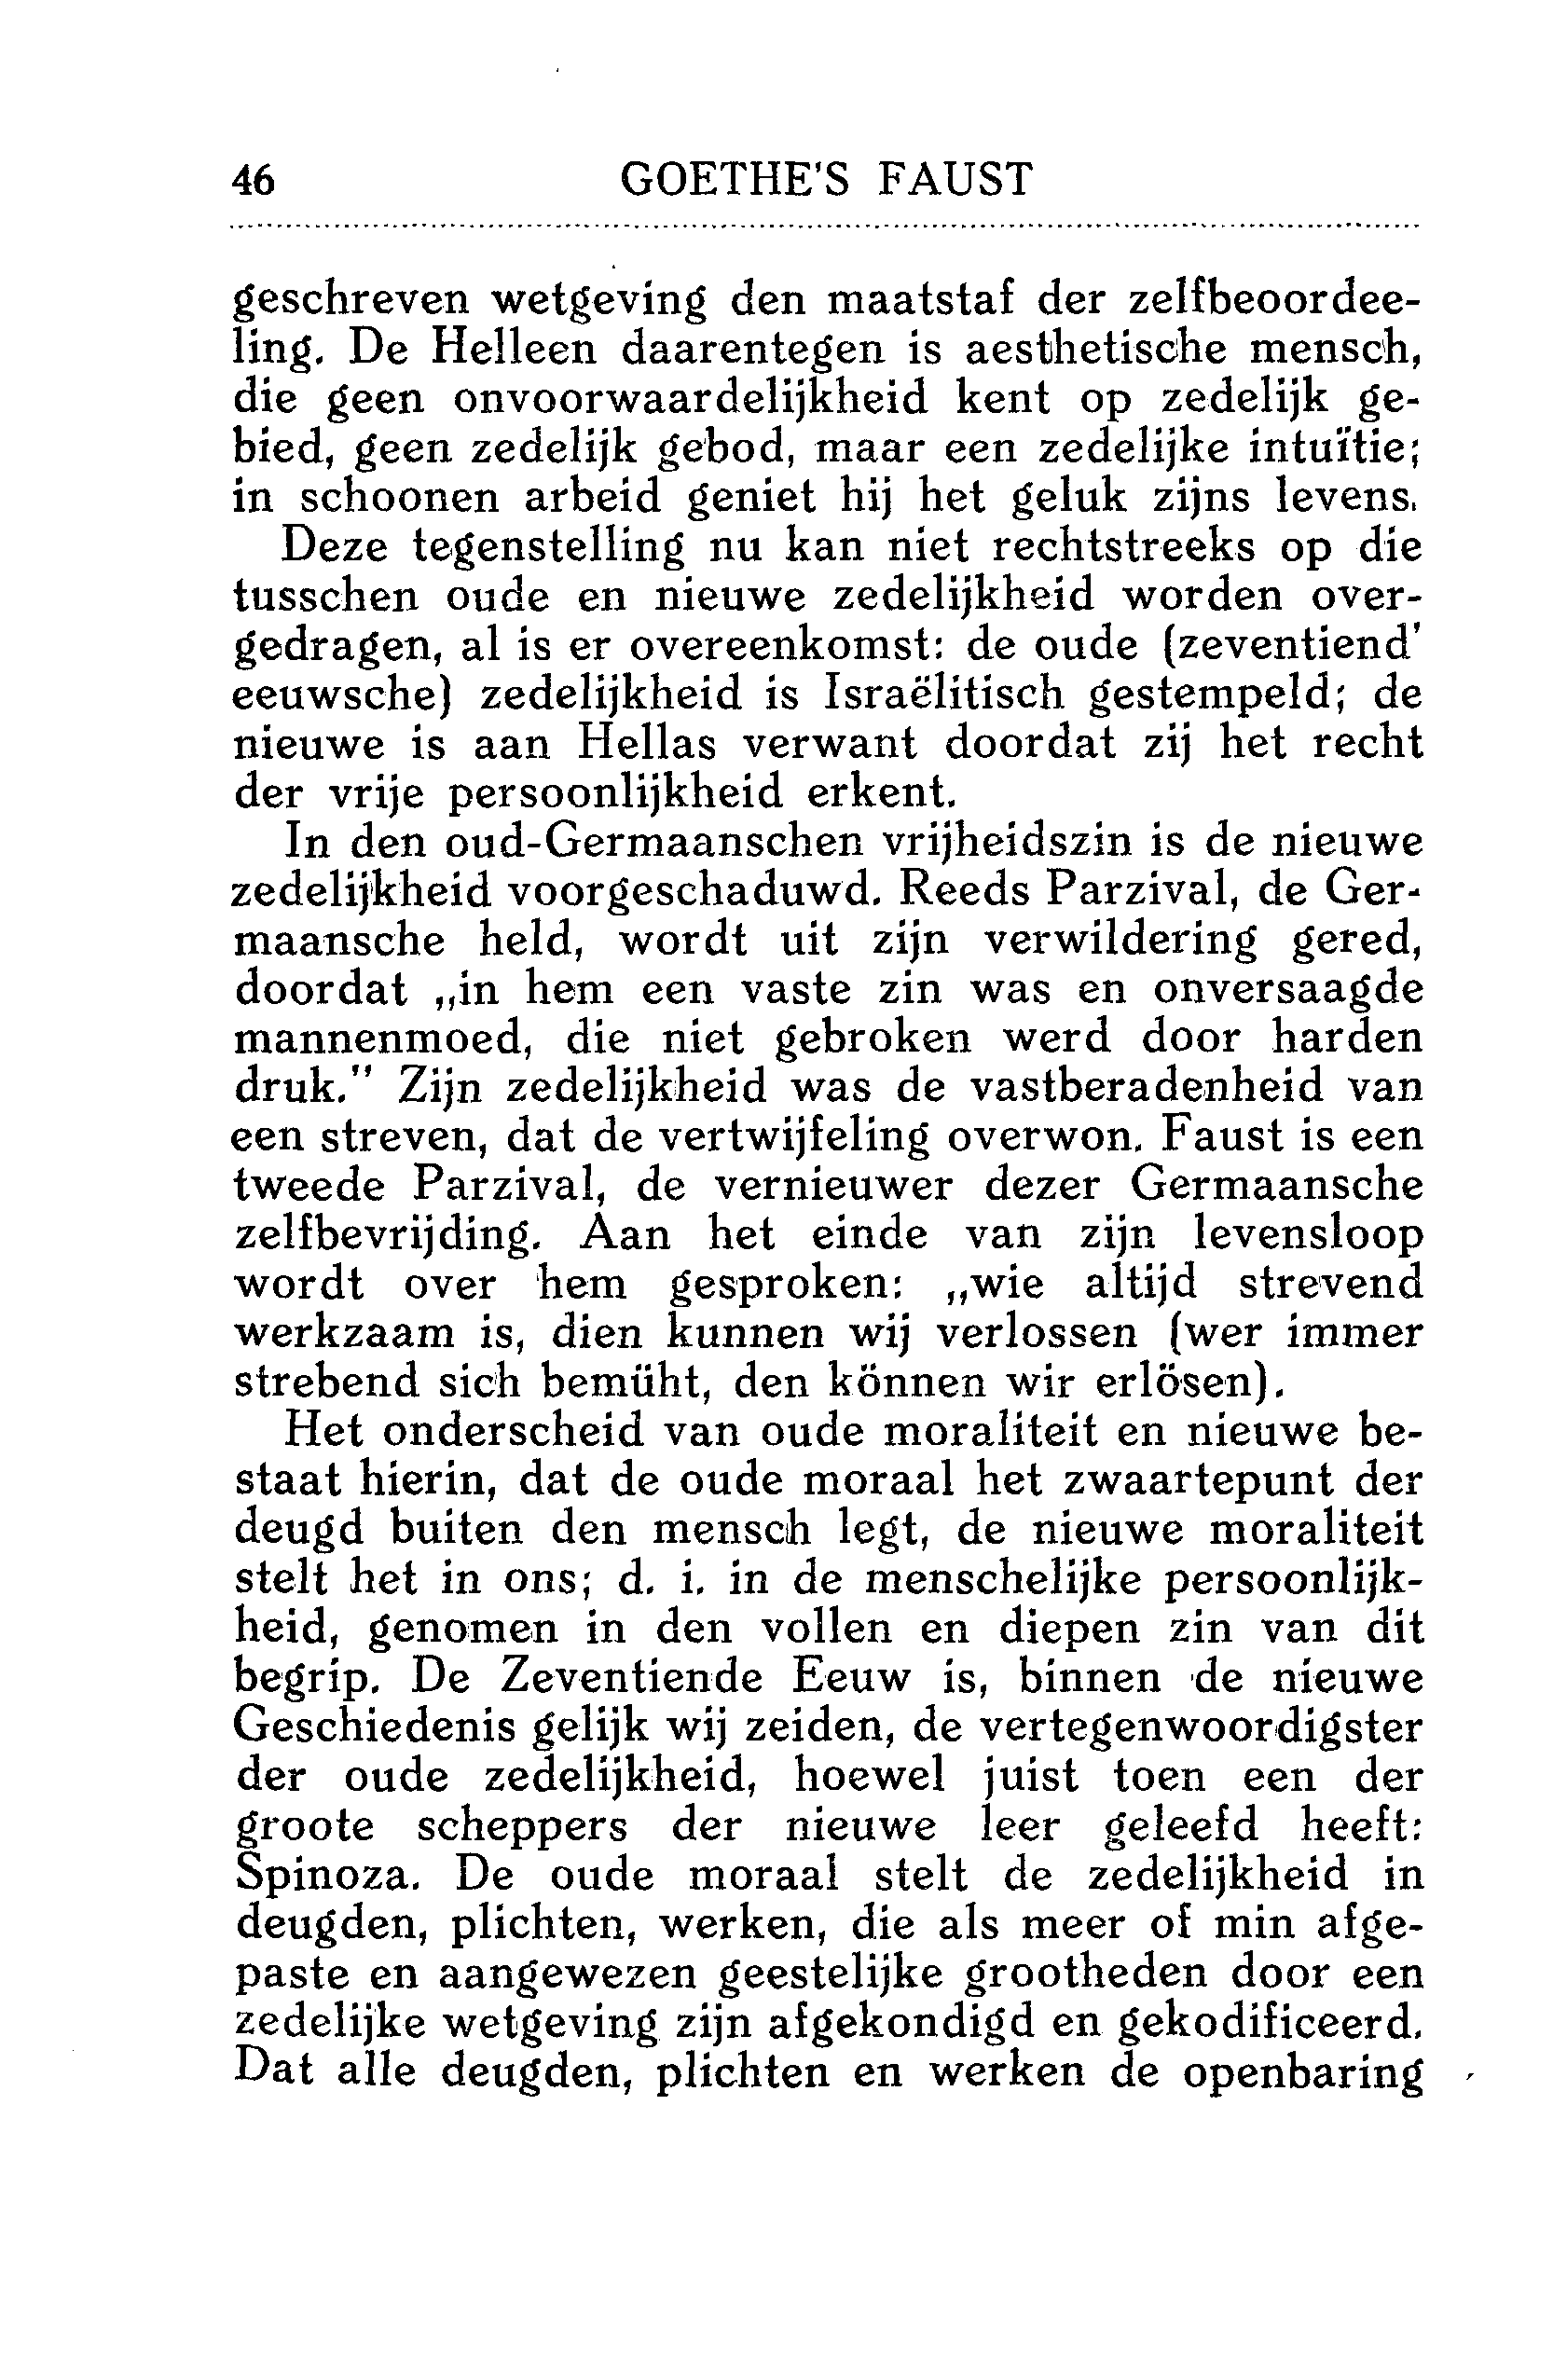 46 GOETHE'S FAUST
geschreven wetgeving den maatstaf der zelfbeoordee-
ling. De Helleen daarentegen is aesthetische mensch,
die geen onvoorwaardelijkheid kent op zedelijk ge-
bied, geen zedelijk gebod, maar een zedelijke intuïtie;
in schoonen arbeid geniet hij het geluk zijns levens.
Deze tegenstelling nu kan niet rechtstreeks op die
tusschen oude en nieuwe zedelijkheid worden over-
gedragen, al is er overeenkomst: de oude (zeventiend'
eeuwsche) zedelijkheid is Israëlitisch gestempeld; de
nieuwe is aan Hellas verwant doordat zij het recht
der vrije persoonlijkheid erkent.
In den oud-Germaanschen vrijheidszin is de nieuwe
zedelijkheid voorgeschaduwd. Reeds Parzival, de Ger-
maansche held, wordt uit zijn verwildering gered,
doordat „in hem een vaste zin was en onversaagde
mannenmoed, die niet gebroken werd door harden
druk." Zijn zedelijkheid was de vastberadenheid van
een streven, dat de vertwijfeling overwon. Faust is een
tweede Parzival, de vernieuwer dezer Germaansche
zelfbevrijding. Aan het einde van zijn levensloop
wordt over hem gesproken: „wie altijd strevend
werkzaam is, dien kunnen wij verlossen (wer immer
strebend sich bemüht, den können wir erlösen).
Het onderscheid van oude moraliteit en nieuwe be-
staat hierin, dat de oude moraal het zwaartepunt der
deugd buiten den mensch legt, de nieuwe moraliteit
stelt het in ons; d. i. in de menschelijke persoonlijk-
heid, genomen in den vollen en diepen zin van dit
begrip. De Zeventiende Eeuw is, binnen de nieuwe
Geschiedenis gelijk wij zeiden, de vertegenwoordigster
der oude zedelijkheid, hoewel juist toen een der
groote scheppers der nieuwe leer geleefd heeft:
Spinoza. De oude moraal stelt de zedelijkheid in
deugden, plichten, werken, die als meer of min afge-
paste en aangewezen geestelijke grootheden door een
zedelijke wetgeving zijn afgekondigd en gekodificeerd.
Dat alle deugden, plichten en werken de openbaring